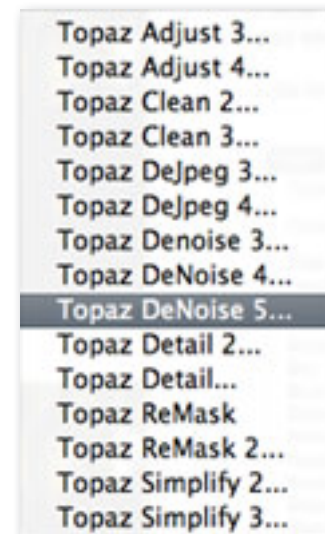 Topaz Adjust 3...
Topaz Adjust 4...
Topaz Clean 2...
Topaz Clean 3...
Topaz DeJpeg 3...
Topaz DeJpeg 4...
Topaz Denoise 3...
Topaz DeNoise 4...
Topaz DeNoise 5...
Topaz Detail 2...
Topaz Detail...
Topaz ReMask
Topaz ReMask 2...
Topaz Simplify 2...
Topaz Simplify 3...